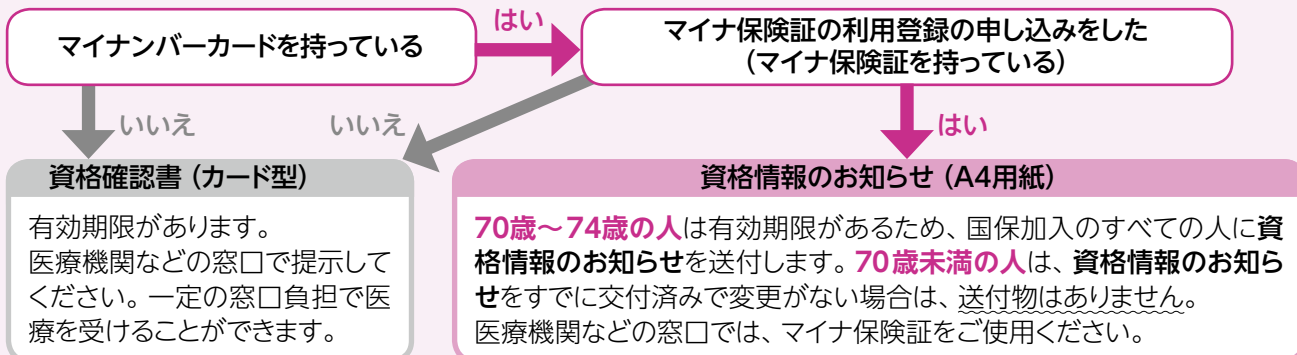 マイナンバーカードを持っている
はい
マイナ保険証の利用登録の申し込みをした
(マイナ保険証を持っている)
いいえ
いいえ
はい
資格確認書(カード型)
有効期限があります。
医療機関などの窓口で提示して
ください。一定の窓口負担で医
療を受けることができます。
資格情報のお知らせ(A4用紙)
70歳~74歳の人は有効期限があるため、国保加入のすべての人に資
格情報のお知らせを送付します。70歳未満の人は、資格情報のお知ら
せをすでに交付済みで変更がない場合は、送付物はありません。
医療機関などの窓口では、マイナ保険証をご使用ください。